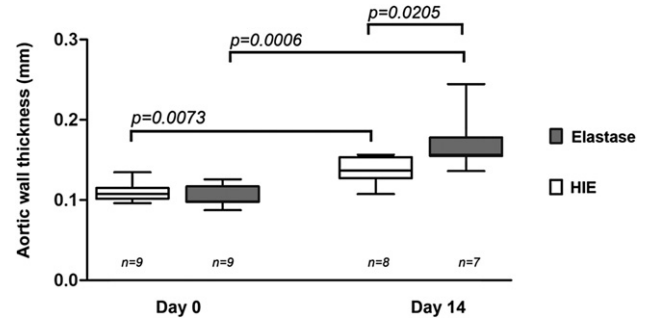 p=0.0205
p=0.0006
p=0.0073
Aortic wall thickness (mm)
0.3
0.2
0.1
0.0
n=9
n=9
n=8
n=7
Day 0
Day 14
Elastase
HIE